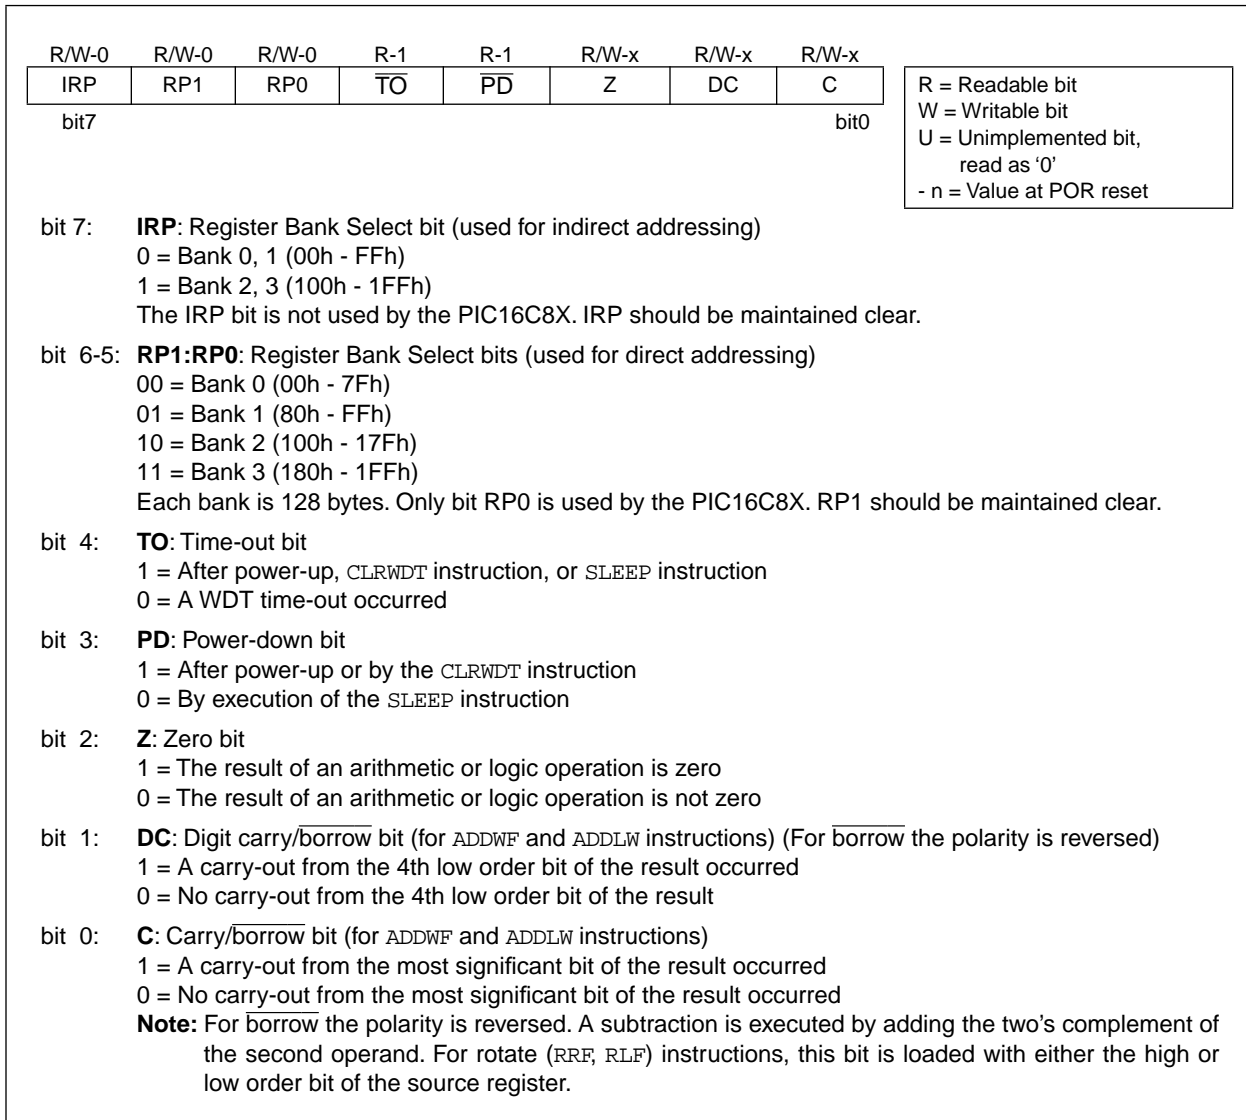 R/W-0 R/W-0 R/W-0 R-1 R-1 R/W-x R/W-x R/W-x
IRP RP1 RP0 T̅O̅ P̅D̅ Z DC C
bit7 bit0
R = Readable bit
W = Writable bit
U = Unimplemented bit,
read as ‘0’
- n = Value at POR reset
bit 7: IRP: Register Bank Select bit (used for indirect addressing)
0 = Bank 0, 1 (00h - FFh)
1 = Bank 2, 3 (100h - 1FFh)
The IRP bit is not used by the PIC16C8X. IRP should be maintained clear.
bit 6-5: RP1:RP0: Register Bank Select bits (used for direct addressing)
00 = Bank 0 (00h - 7Fh)
01 = Bank 1 (80h - FFh)
10 = Bank 2 (100h - 17Fh)
11 = Bank 3 (180h - 1FFh)
Each bank is 128 bytes. Only bit RP0 is used by the PIC16C8X. RP1 should be maintained clear.
bit 4: TO: Time-out bit
1 = After power-up, CLRWDT instruction, or SLEEP instruction
0 = A WDT time-out occurred
bit 3: PD: Power-down bit
1 = After power-up or by the CLRWDT instruction
0 = By execution of the SLEEP instruction
bit 2: Z: Zero bit
1 = The result of an arithmetic or logic operation is zero
0 = The result of an arithmetic or logic operation is not zero
bit 1: DC: Digit carry/b̅o̅r̅r̅o̅w̅ bit (for ADDWF and ADDLW instructions) (For b̅o̅r̅r̅o̅w̅ the polarity is reversed)
1 = A carry-out from the 4th low order bit of the result occurred
0 = No carry-out from the 4th low order bit of the result
bit 0: C: Carry/b̅o̅r̅r̅o̅w̅ bit (for ADDWF and ADDLW instructions)
1 = A carry-out from the most significant bit of the result occurred
0 = No carry-out from the most significant bit of the result occurred
Note: For b̅o̅r̅r̅o̅w̅ the polarity is reversed. A subtraction is executed by adding the two’s complement of
the second operand. For rotate (RRF, RLF) instructions, this bit is loaded with either the high or
low order bit of the source register.